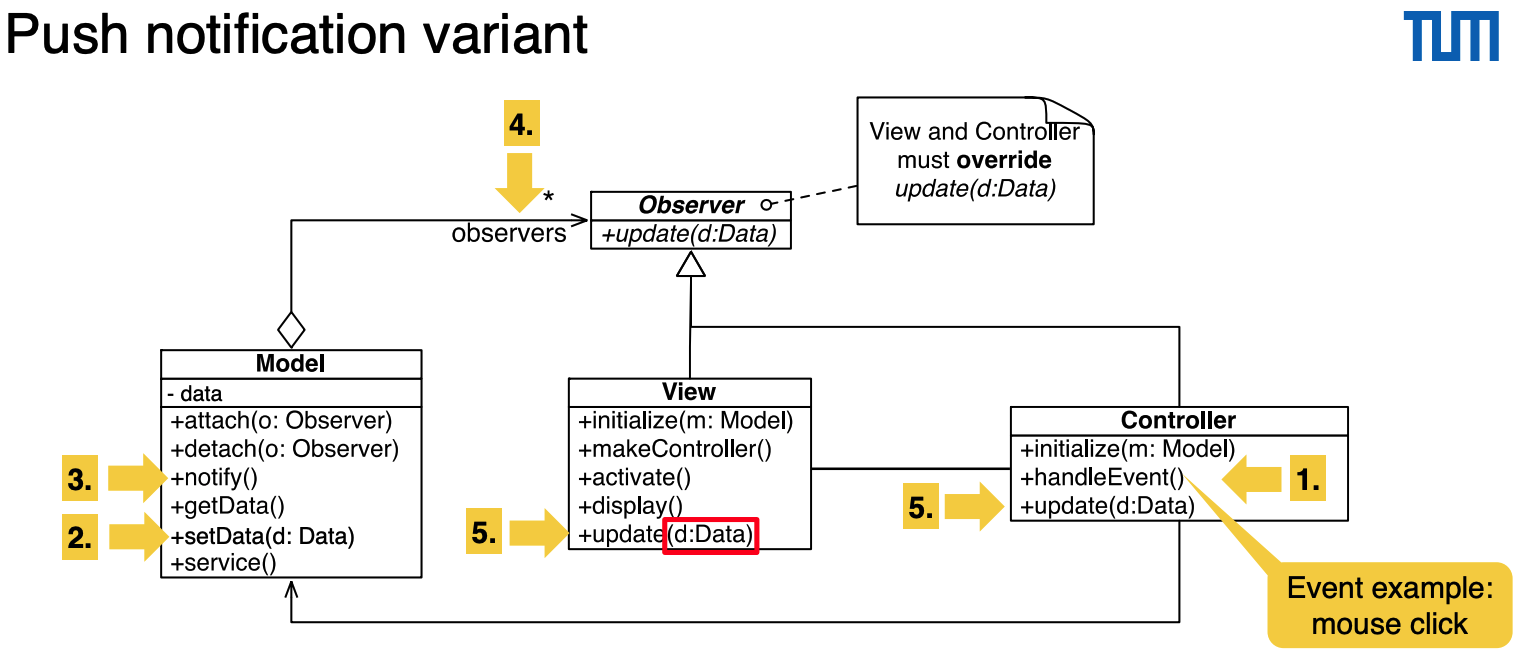 Push notification variant
TUM
4.
View and Controller
must override
update(d:Data)
*
observers
Observer
+update(d:Data)
Model
- data
+attach(o: Observer)
+detach(o: Observer)
3.
+notify()
+getData()
2.
+setData(d: Data)
+service()
View
+initialize(m: Model)
+makeController()
+activate()
+display()
5.
+update(d:Data)
Controller
+initialize(m: Model)
+handleEvent()
1.
5.
+update(d:Data)
Event example:
mouse click